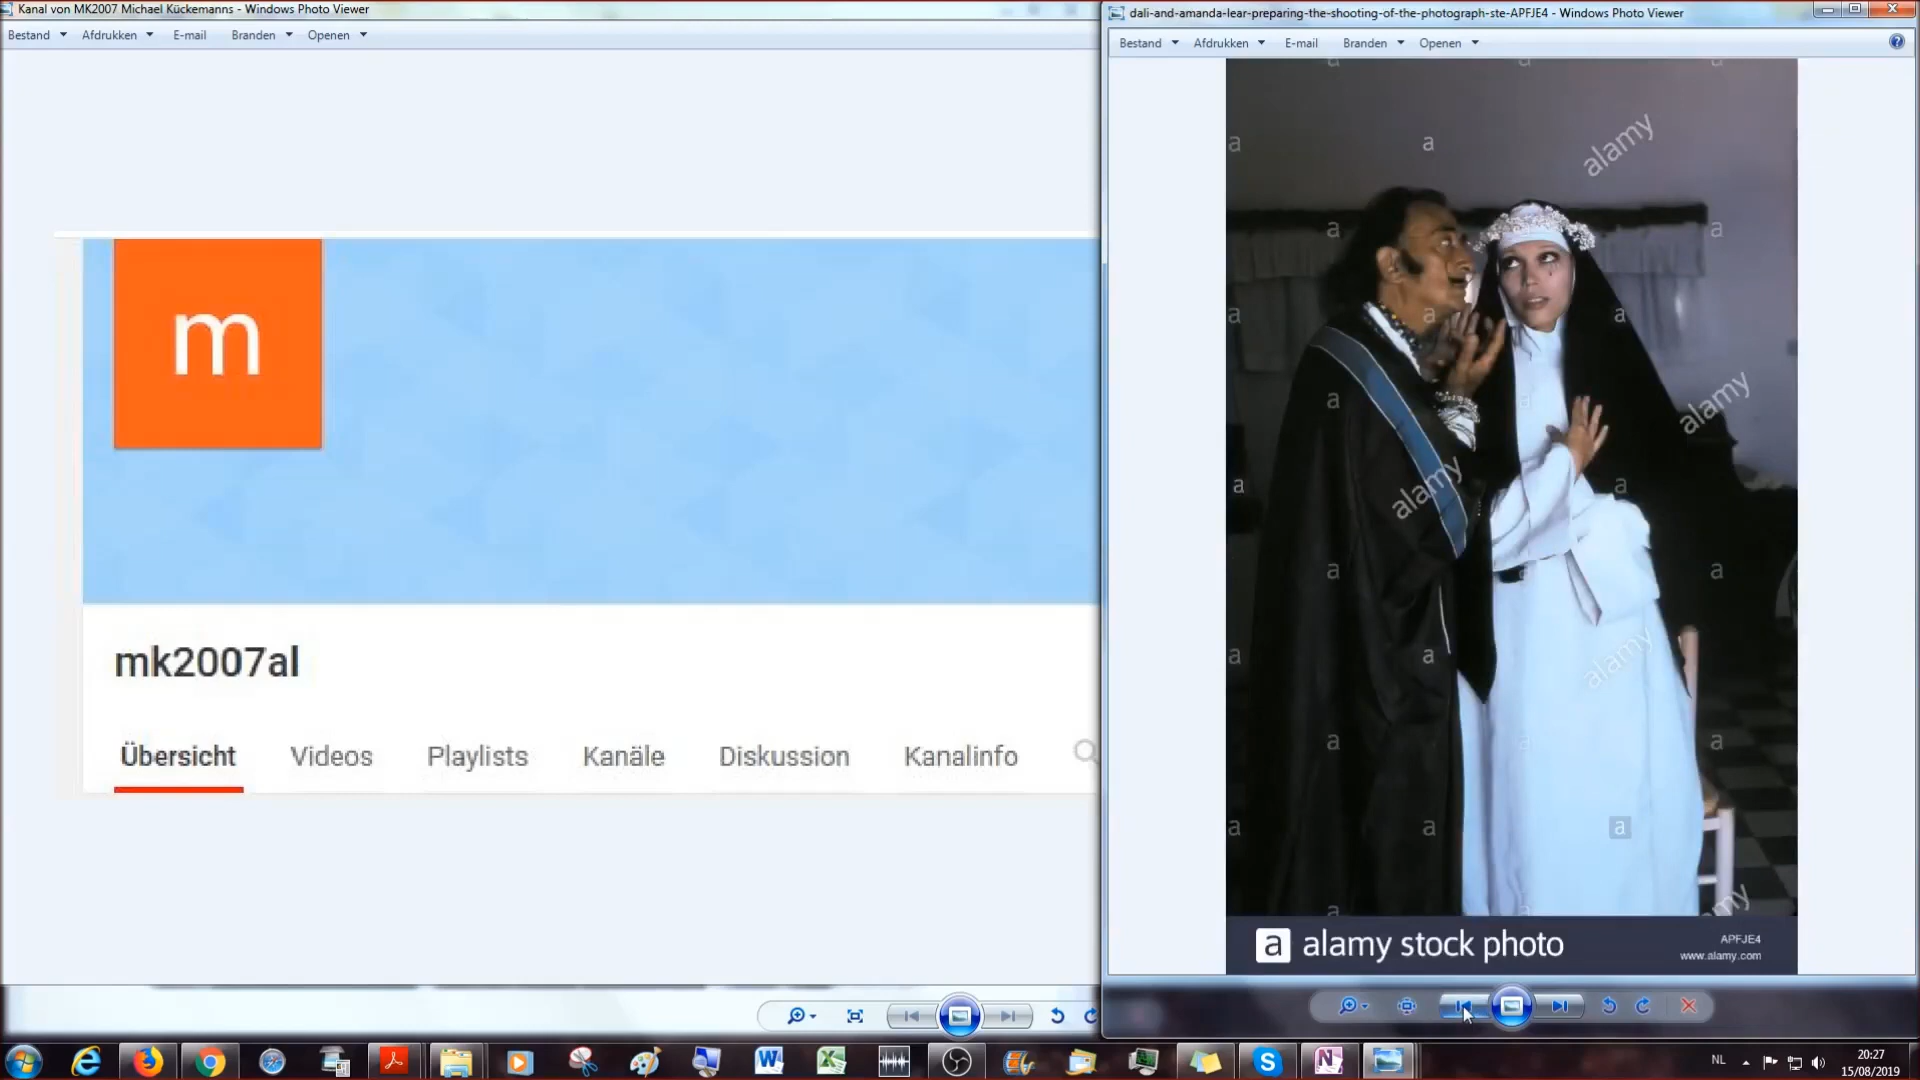 Kanal von MK2007 Michael Kückemanns - Windows Photo Viewer
Bestand Afdrukken E-mail Branden Openen
m
mk2007al
Übersicht Videos Playlists Kanäle Diskussion Kanalinfo
dali-and-amanda-lear-preparing-the-shooting-of-the-photograph-ste-APFJE4 - Windows Photo Viewer
Bestand Afdrukken E-mail Branden Openen
alamy
alamy
alamy
alamy
a alamy stock photo
APFJE4
www.alamy.com
NL
20:27
15/08/2019